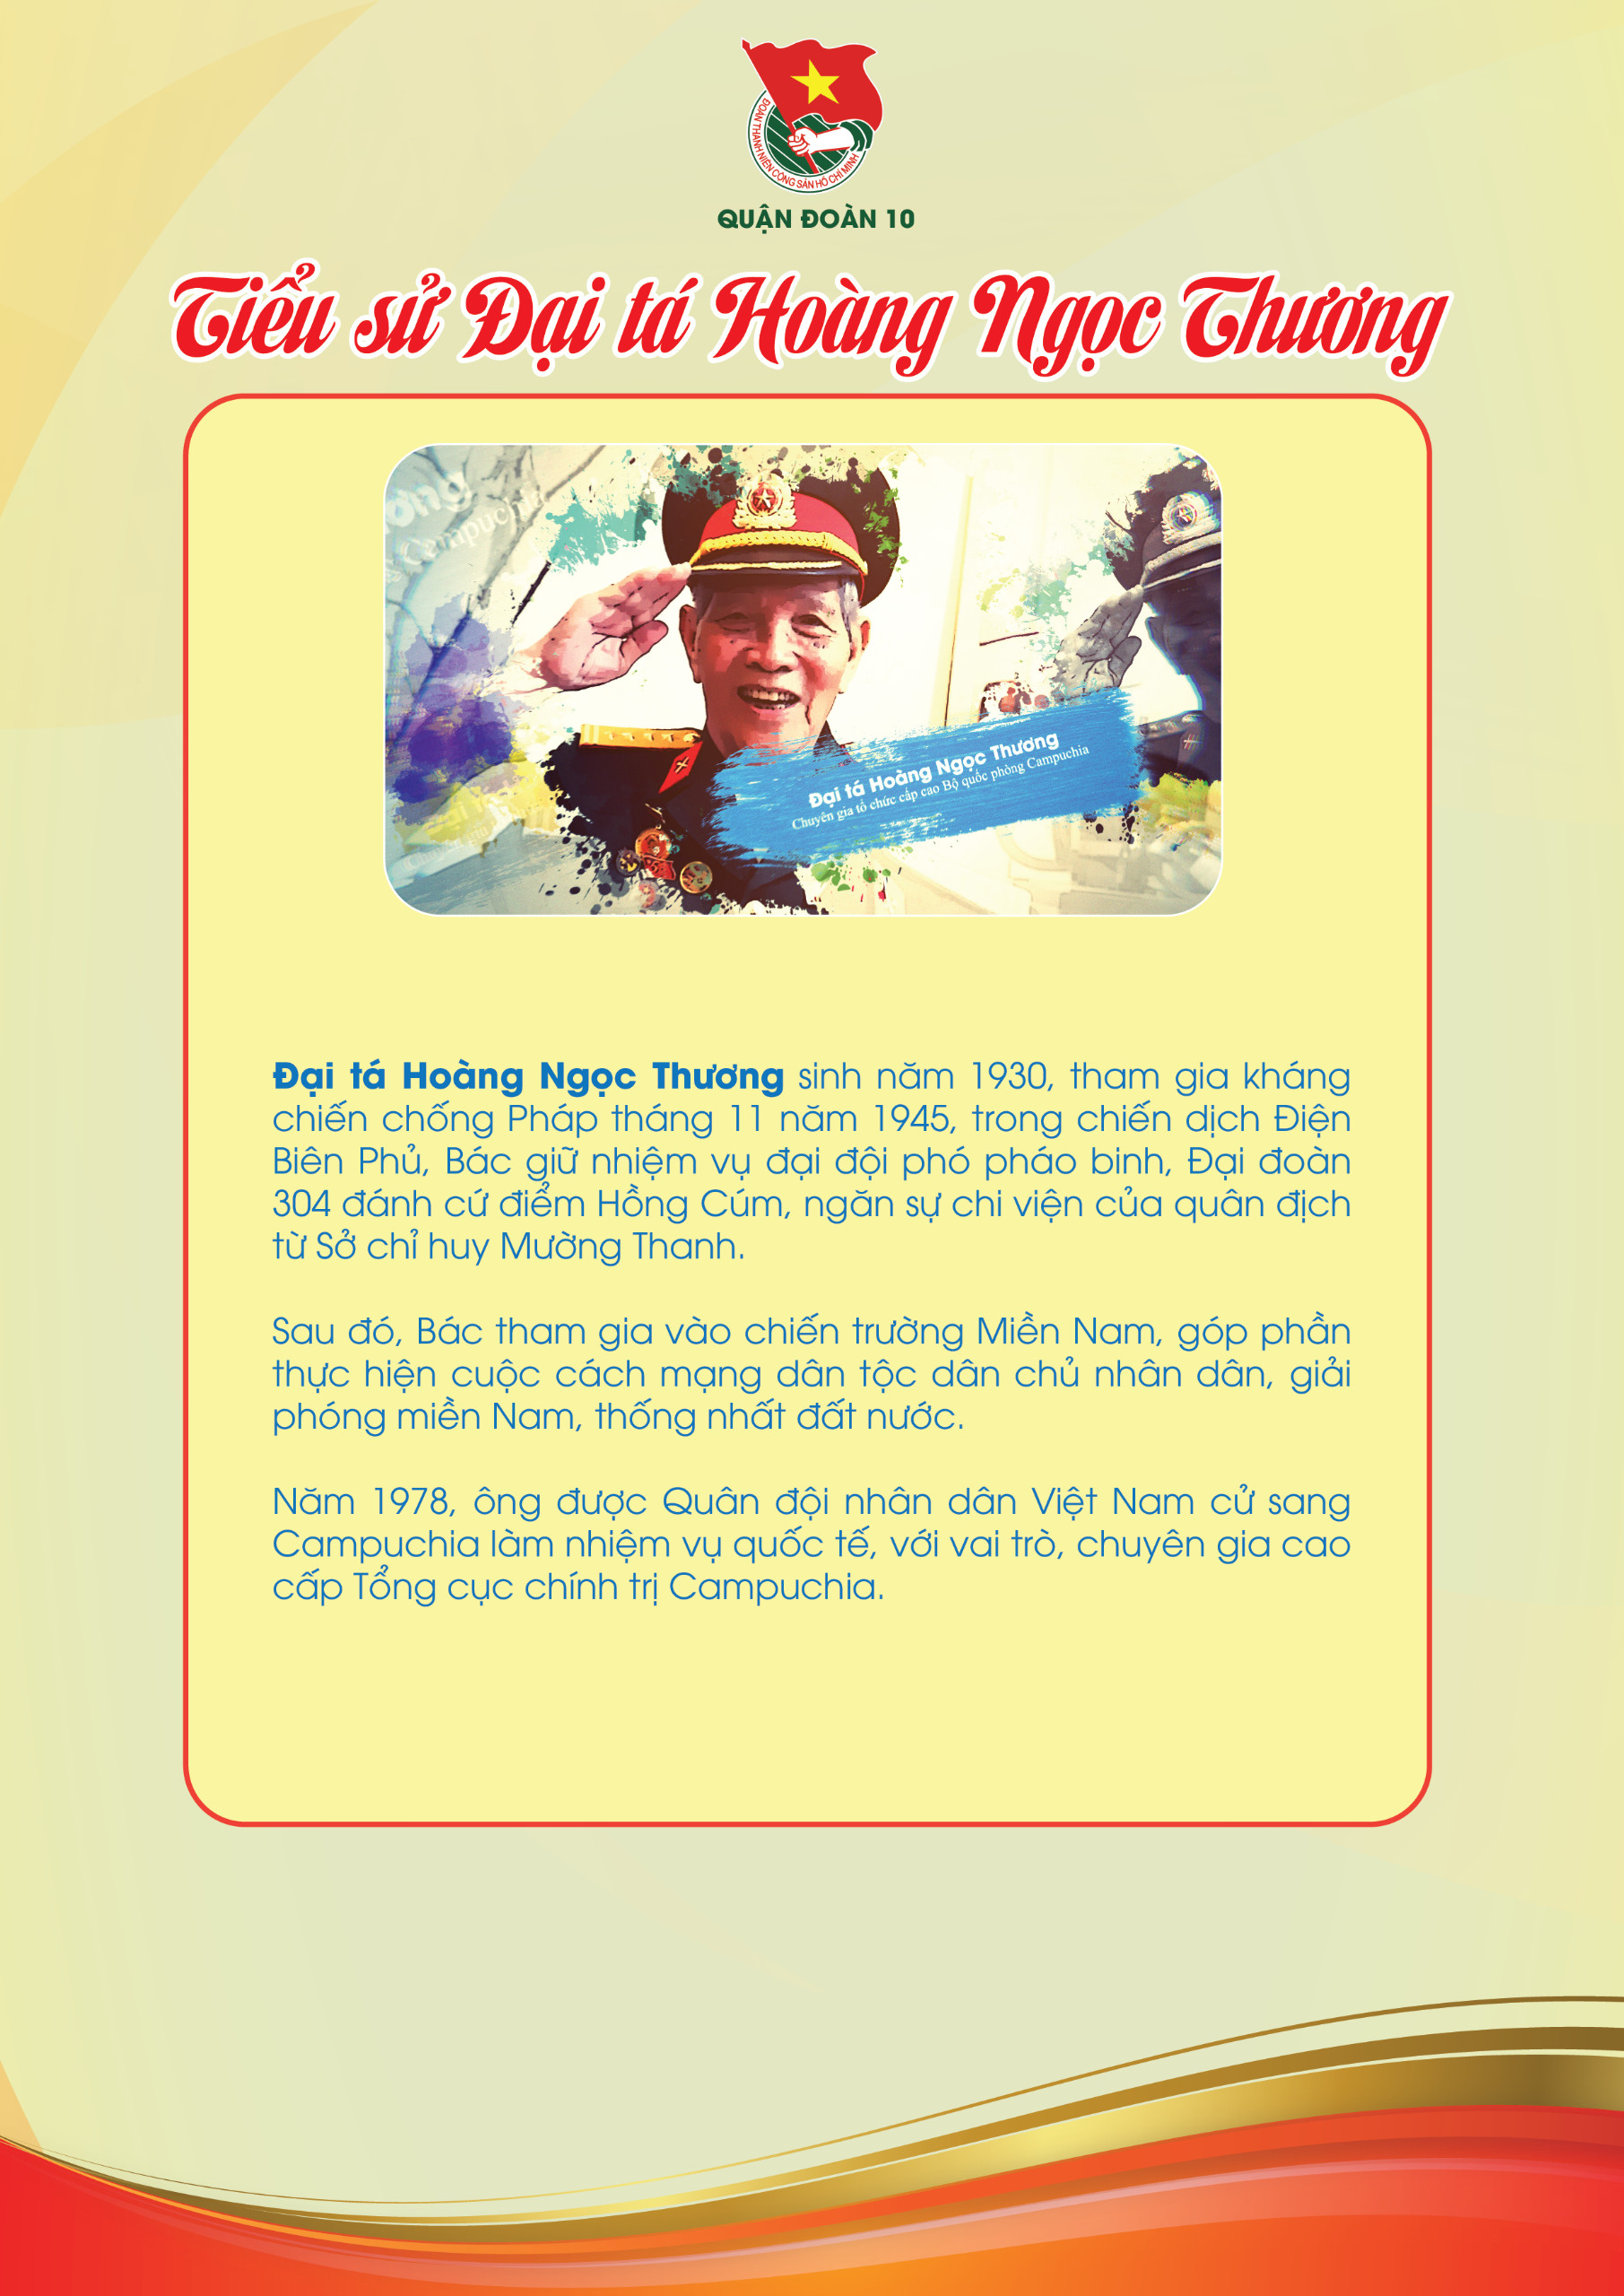 ĐOÀN THANH NIÊN CỘNG SẢN HỒ CHÍ MINH
QUẬN ĐOÀN 10
Tiểu sử Đại tá Hoàng Ngọc Thương
ong
Campuchia
Đại tá Hoàng Ngọc Thương
Chuyên gia tổ chức cấp cao Bộ quốc phòng Campuchia
Đại tá Hoàng Ngọc Thương sinh năm 1930, tham gia kháng
chiến chống Pháp tháng 11 năm 1945, trong chiến dịch Điện
Biên Phủ, Bác giữ nhiệm vụ đại đội phó pháo binh, Đại đoàn
304 đánh cứ điểm Hồng Cúm, ngăn sự chi viện của quân địch
từ Sở chỉ huy Mường Thanh.
Sau đó, Bác tham gia vào chiến trường Miền Nam, góp phần
thực hiện cuộc cách mạng dân tộc dân chủ nhân dân, giải
phóng miền Nam, thống nhất đất nước.
Năm 1978, ông được Quân đội nhân dân Việt Nam cử sang
Campuchia làm nhiệm vụ quốc tế, với vai trò, chuyên gia cao
cấp Tổng cục chính trị Campuchia.